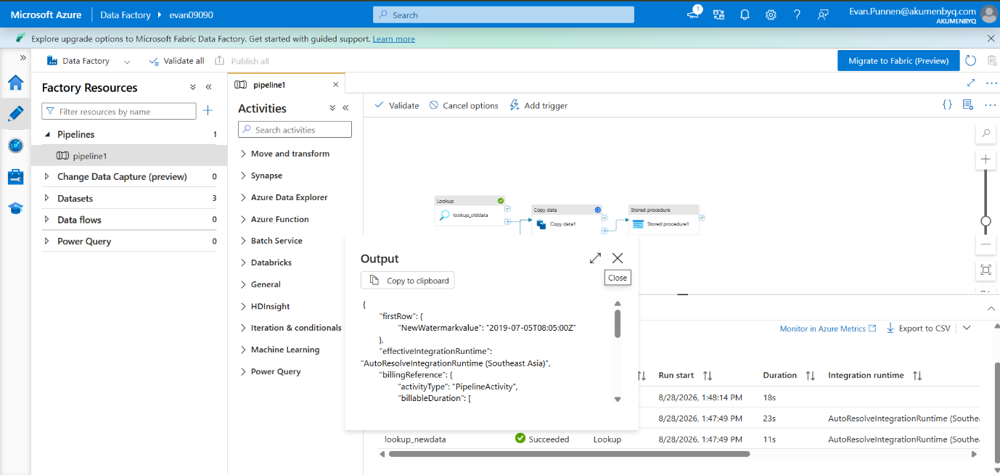 Microsoft Azure
Data Factory
evan09090
Search
1
Evan.Punnen@akumenbyq.com
AKUMENBYQ
Explore upgrade options to Microsoft Fabric Data Factory. Get started with guided support. Learn more
Data Factory
Validate all
Publish all
Migrate to Fabric (Preview)
Factory Resources
Filter resources by name
Pipelines 1
pipeline1
Change Data Capture (preview) 0
Datasets 3
Data flows 0
Power Query 0
pipeline1
Activities
Search activities
Move and transform
Synapse
Azure Data Explorer
Azure Function
Batch Service
Databricks
General
HDInsight
Iteration & conditionals
Machine Learning
Power Query
Validate
Cancel options
Add trigger
{}
Lookup
lookup_olddata
Copy data
Copy data1
Stored procedure
Stored procedure1
Output
Close
Copy to clipboard
{
"firstRow": {
"NewWatermarkvalue": "2019-07-05T08:05:00Z"
},
"effectiveIntegrationRuntime":
"AutoResolveIntegrationRuntime (Southeast Asia)",
"billingReference": {
"activityType": "PipelineActivity",
"billableDuration": [
Monitor in Azure Metrics
Export to CSV
Run start Duration Integration runtime
8/28/2026, 1:48:14 PM 18s
8/28/2026, 1:47:49 PM 23s AutoResolveIntegrationRuntime (Southea
lookup_newdata Succeeded Lookup 8/28/2026, 1:47:49 PM 11s AutoResolveIntegrationRuntime (Southea